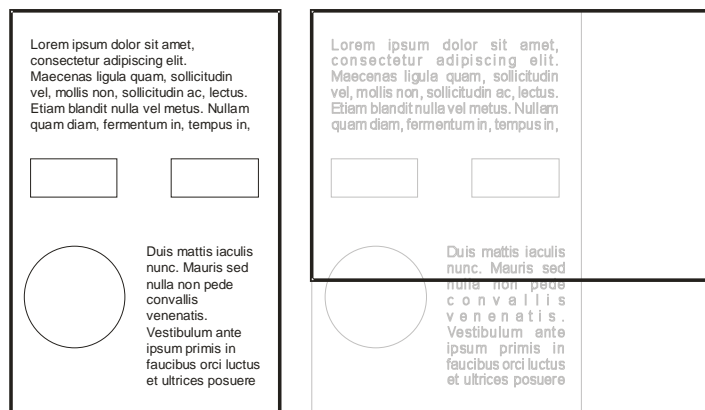 Lorem ipsum dolor sit amet,
consectetur adipiscing elit.
Maecenas ligula quam, sollicitudin
vel, mollis non, sollicitudin ac, lectus.
Etiam blandit nulla vel metus. Nullam
quam diam, fermentum in, tempus in,
Duis mattis iaculis
nunc. Mauris sed
nulla non pede
convallis
venenatis.
Vestibulum ante
ipsum primis in
faucibus orci luctus
et ultrices posuere
Lorem ipsum dolor sit amet,
consectetur adipiscing elit.
Maecenas ligula quam, sollicitudin
vel, mollis non, sollicitudin ac, lectus.
Etiam blandit nulla vel metus. Nullam
quam diam, fermentum in, tempus in,
Duis mattis iaculis
nunc. Mauris sed
nulla non pede
convallis
venenatis.
Vestibulum ante
ipsum primis in
faucibus orci luctus
et ultrices posuere